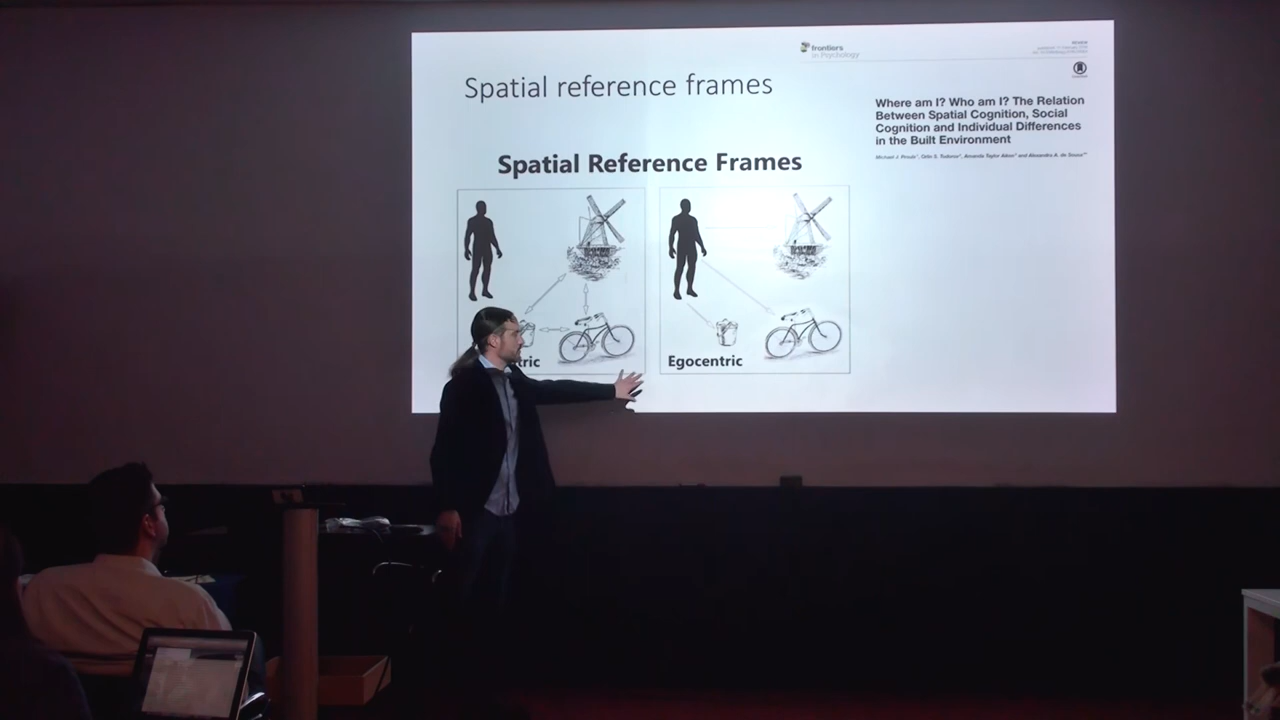 Spatial reference frames
frontiers
in Psychology
Where am I? Who am I? The Relation
Between Spatial Cognition, Social
Cognition and Individual Differences
in the Built Environment
Spatial Reference Frames
tric
Egocentric